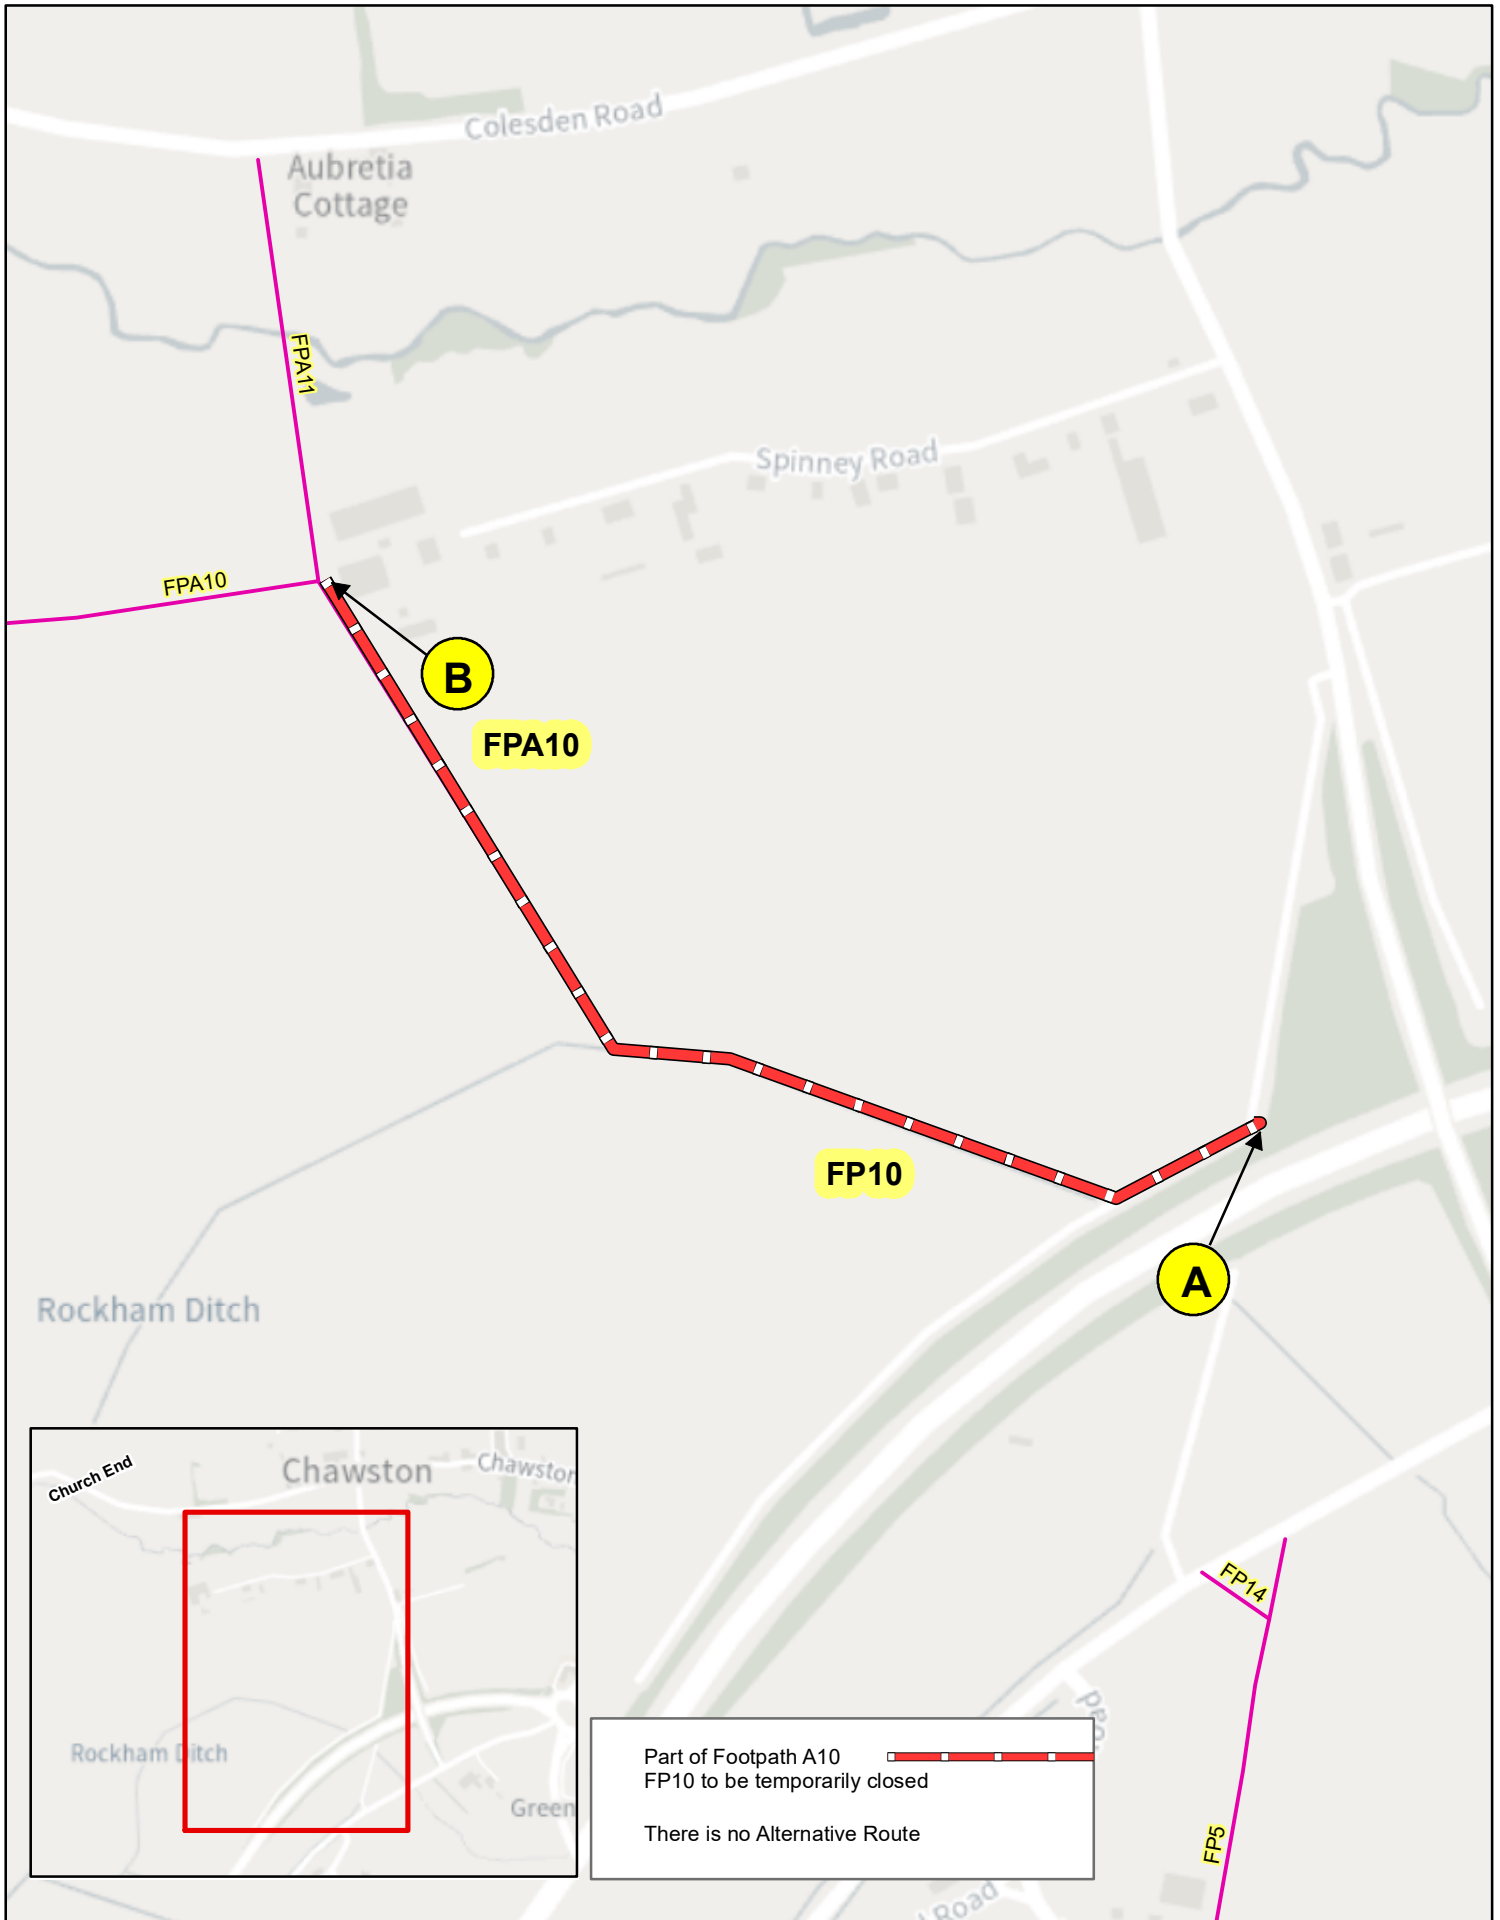 Colesden Road
Aubretia
Cottage
FPA11
Spinney Road
FPA10
B
FPA10
FP10
A
Rockham Ditch
Church End
Chawston
Chawston
Rockham Ditch
Green
FP14
Road
Part of Footpath A10
FP10 to be temporarily closed
There is no Alternative Route
FP5
Road